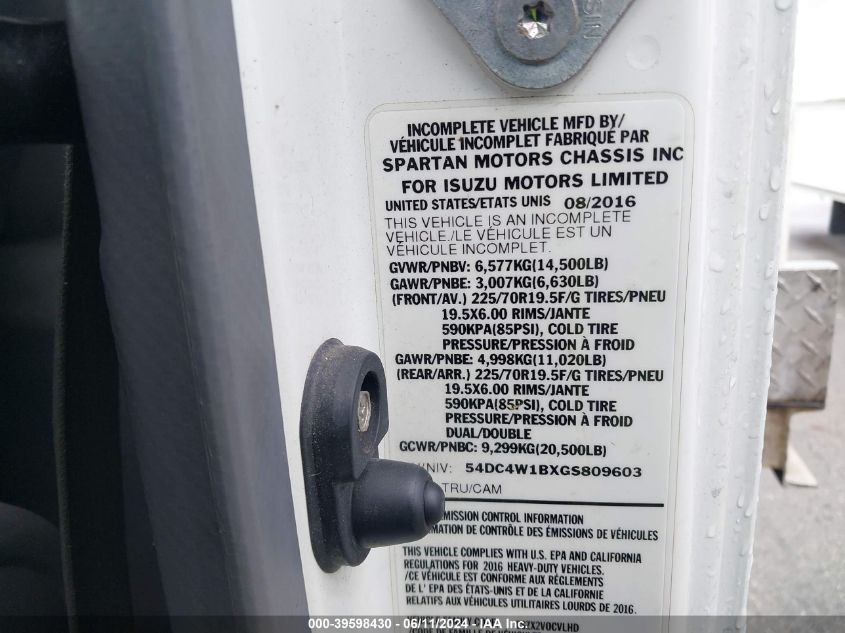 NISIN
INCOMPLETE VEHICLE MFD BY/
VÉHICULE INCOMPLET FABRIQUÉ PAR
SPARTAN MOTORS CHASSIS INC
FOR ISUZU MOTORS LIMITED
UNITED STATES/ETATS UNIS 08/2016
THIS VEHICLE IS AN INCOMPLETE
VEHICLE./LE VÉHICULE EST UN
VÉHICULE INCOMPLET.
GVWR/PNBV: 6,577KG(14,500LB)
GAWR/PNBE: 3,007KG(6,630LB)
(FRONT/AV.) 225/70R19.5F/G TIRES/PNEU
19.5X6.00 RIMS/JANTE
590KPA(85PSI), COLD TIRE
PRESSURE/PRESSION À FROID
GAWR/PNBE: 4,998KG(11,020LB)
(REAR/ARR.) 225/70R19.5F/G TIRES/PNEU
19.5X6.00 RIMS/JANTE
590KPA(85PSI), COLD TIRE
PRESSURE/PRESSION À FROID
DUAL/DOUBLE
GCWR/PNBC: 9,299KG(20,500LB)
/NIV: 54DC4W1BXGS809603
TRU/CAM
MISSION CONTROL INFORMATION
MATION DE CONTRÔLE DES ÉMISSIONS DE VÉHICULES
THIS VEHICLE COMPLIES WITH U.S. EPA AND CALIFORNIA
REGULATIONS FOR 2016 HEAVY-DUTY VEHICLES.
/CE VÉHICULE EST CONFORME AUX RÉGLEMENTS
DE L' EPA DES ÉTATS-UNIS ET DE CALIFORNIA
RELATIFS AUX VÉHICULES UTILITAIRES LOURDS DE 2016.
000-39598430 - 06/11/2024 - IAA Inc.